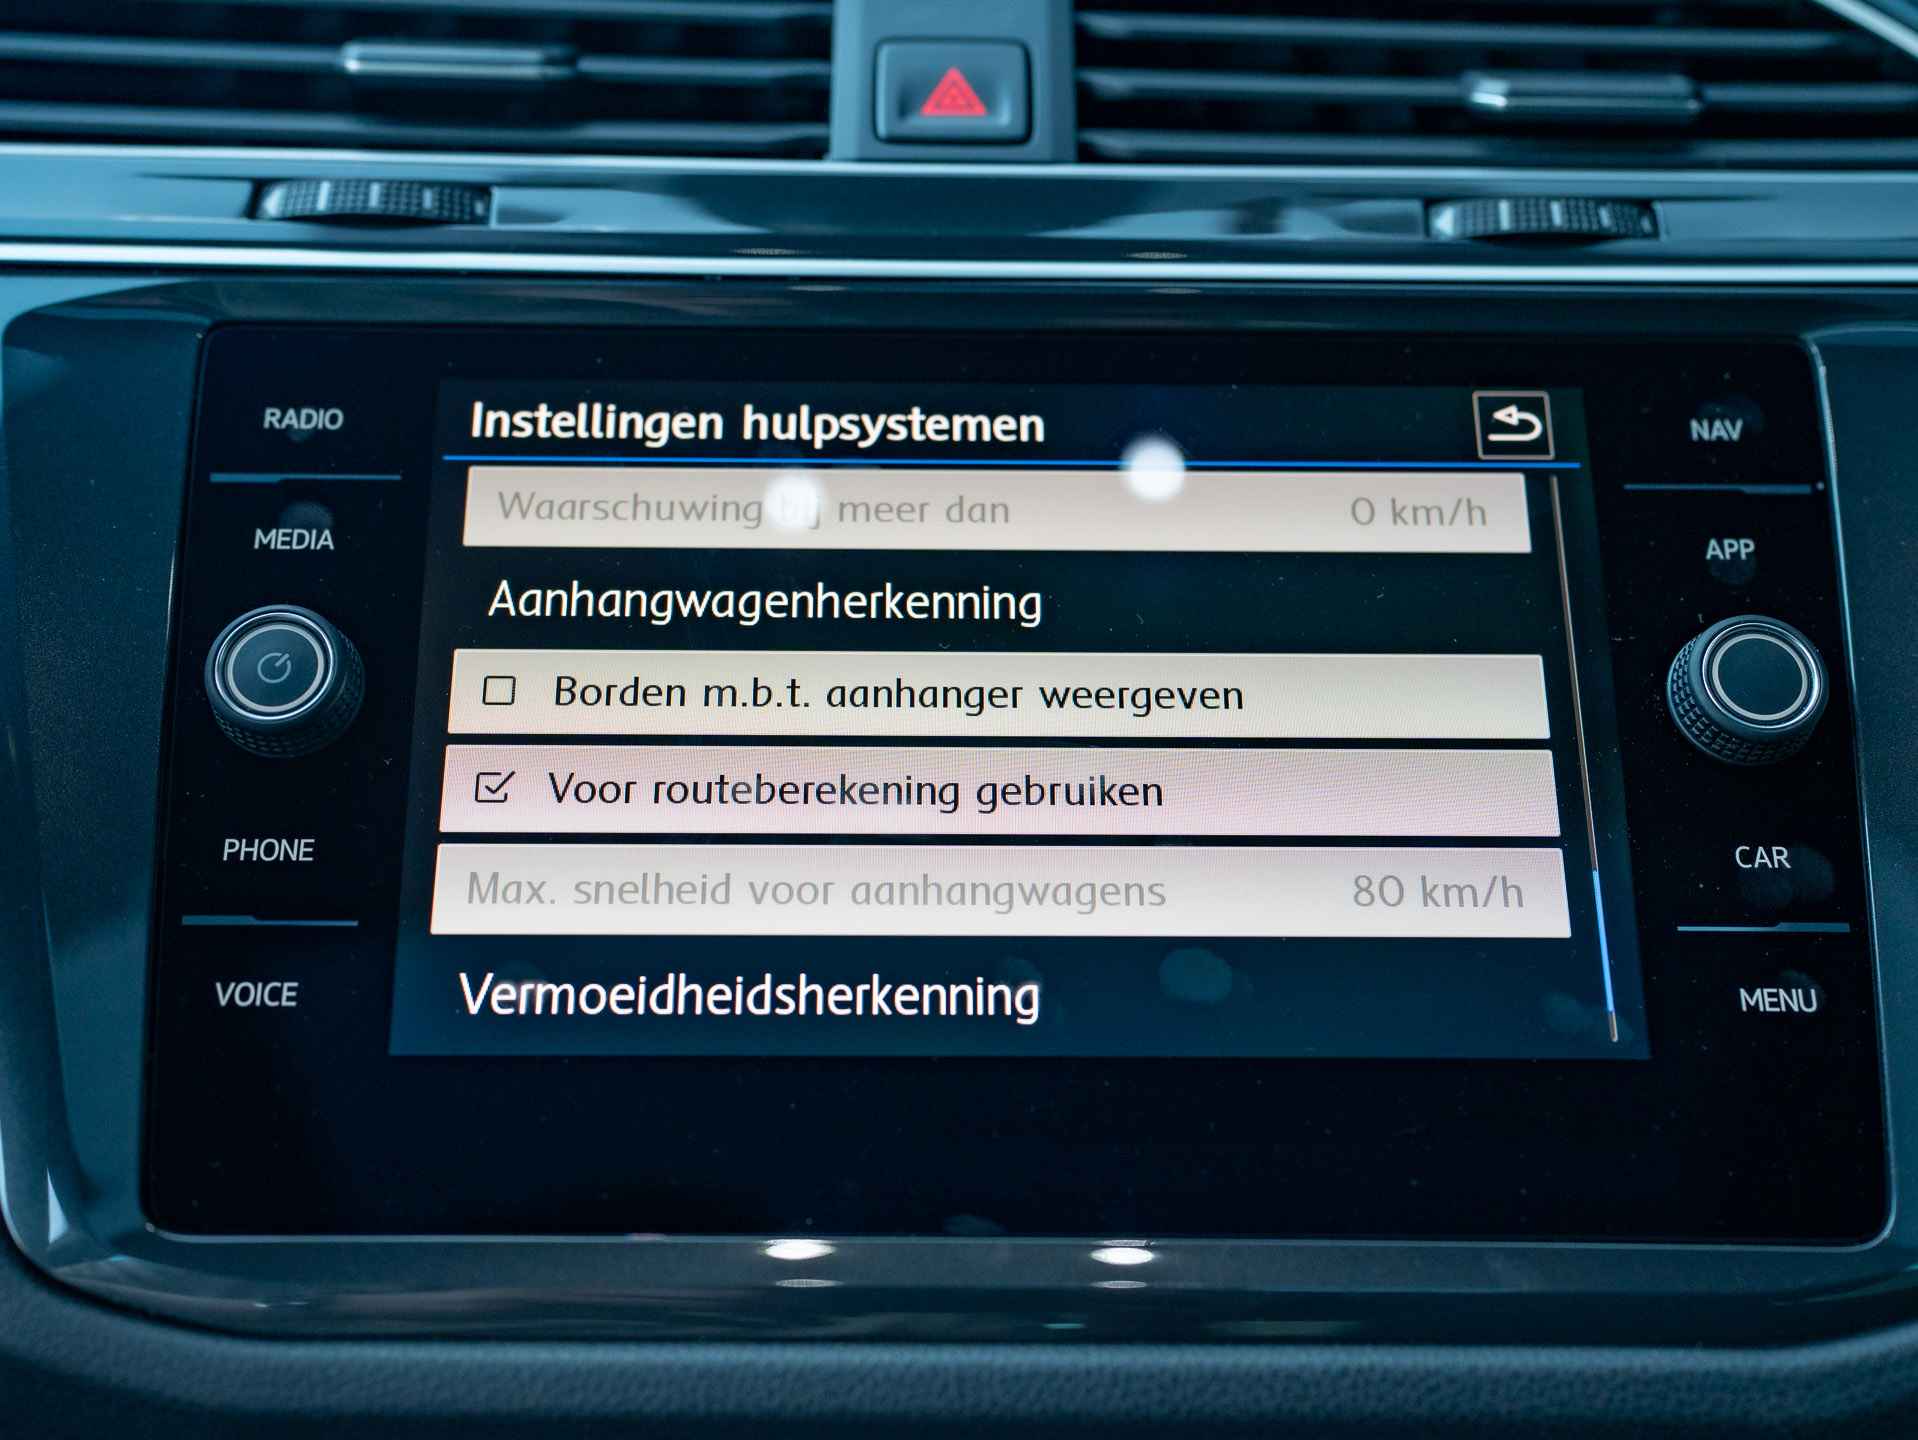 RADIO
MEDIA
PHONE
VOICE
Instellingen hulpsystemen
Waarschuwing bij meer dan 0 km/h
Aanhangwagenherkenning
Borden m.b.t. aanhanger weergeven
Voor routeberekening gebruiken
Max. snelheid voor aanhangwagens 80 km/h
Vermoeidheidsherkenning
NAV
APP
CAR
MENU